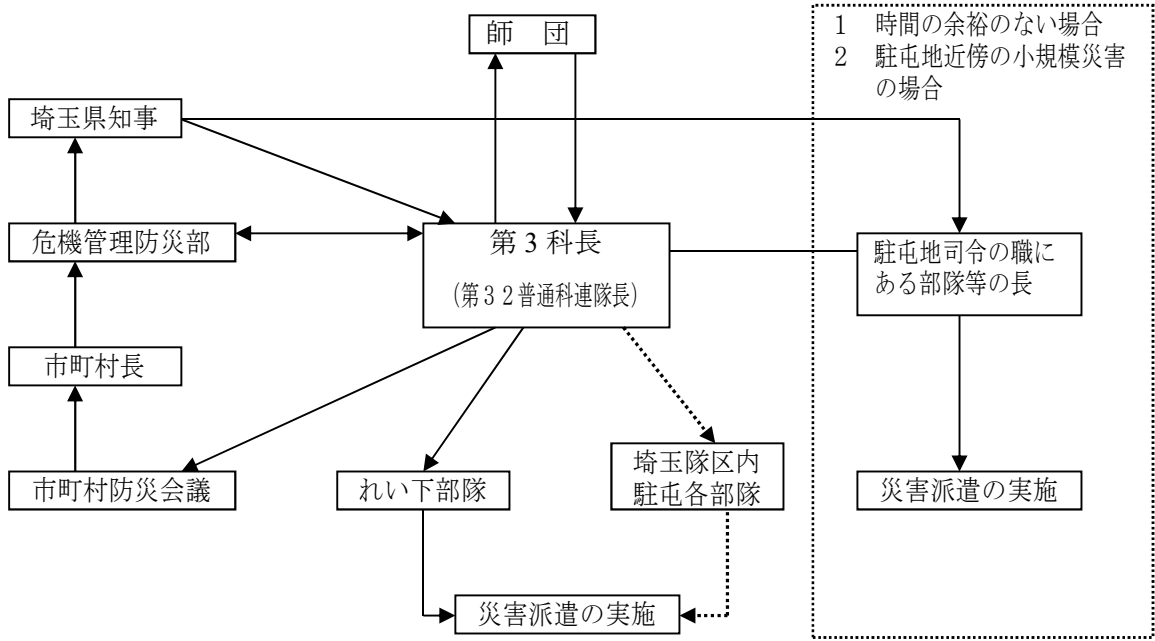 師　団
１　時間の余裕のない場合
２　駐屯地近傍の小規模災害
の場合
埼玉県知事
危機管理防災部
第３科長
（第３２普通科連隊長）
駐屯地司令の職に
ある部隊等の長
市町村長
市町村防災会議
れい下部隊
埼玉隊区内
駐屯各部隊
災害派遣の実施
災害派遣の実施